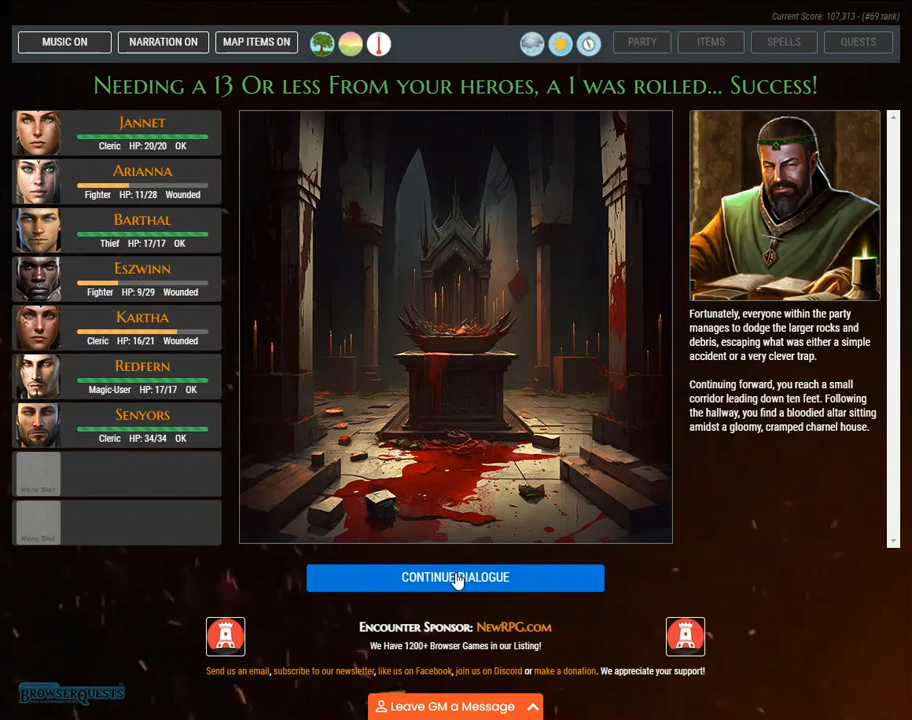 Current Score: 107,313 - (#69 rank)
MUSIC ON
NARRATION ON
MAP ITEMS ON
PARTY
ITEMS
SPELLS
QUESTS
Needing a 13 Or less From your heroes, a 1 was rolled... Success!
Jannet
Cleric HP: 20/20 OK
Arianna
Fighter HP: 11/28 Wounded
Barthal
Thief HP: 17/17 OK
Eszwinn
Fighter HP: 9/29 Wounded
Kartha
Cleric HP: 16/21 Wounded
Redfern
Magic-User HP: 17/17 OK
Senyors
Cleric HP: 34/34 OK
Hero Slot
Hero Slot
Fortunately, everyone within the party
manages to dodge the larger rocks and
debris, escaping what was either a simple
accident or a very clever trap.
Continuing forward, you reach a small
corridor leading down ten feet. Following
the hallway, you find a bloodied altar sitting
amidst a gloomy, cramped charnel house.
CONTINUE DIALOGUE
Encounter Sponsor: NewRPG.com
We Have 1200+ Browser Games in our Listing!
Send us an email, subscribe to our newsletter, like us on Facebook, join us on Discord or make a donation. We appreciate your support!
BrowserQuests
Leave GM a Message